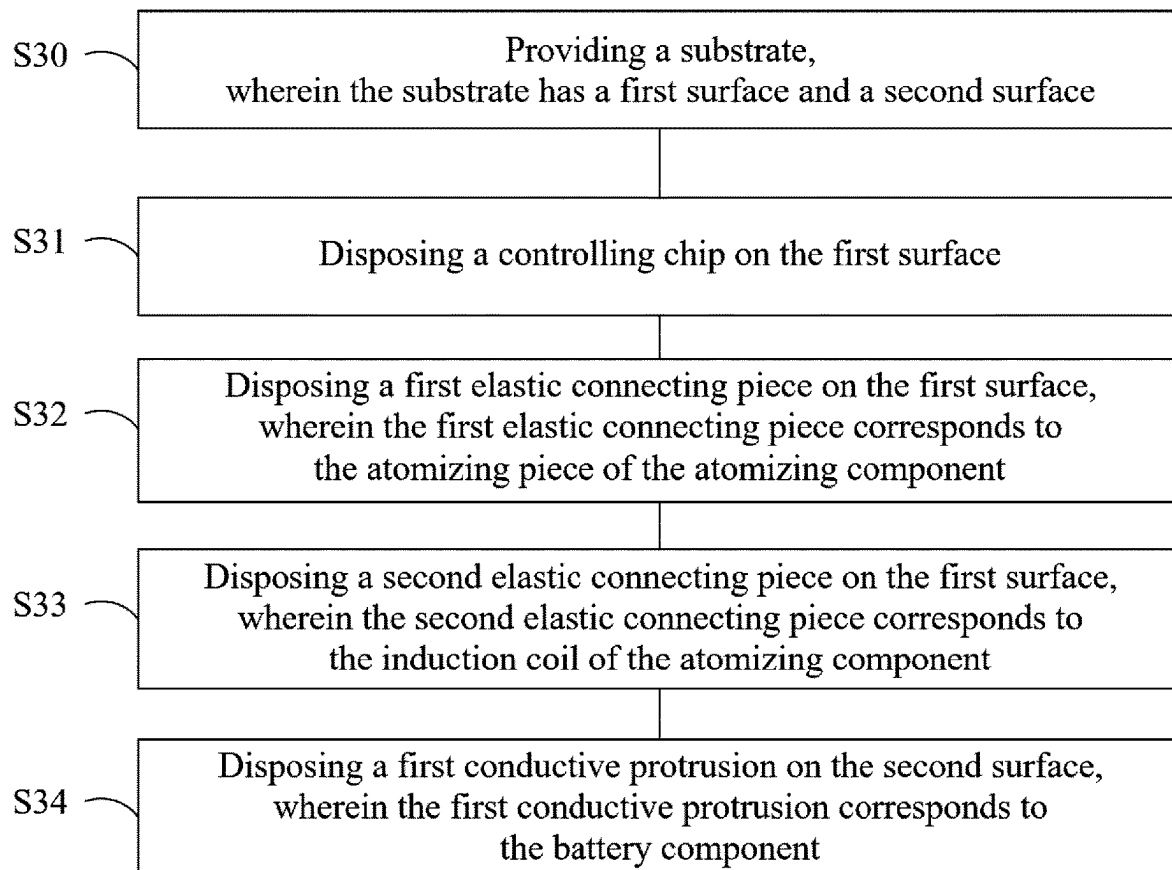 S30
Providing a substrate,
wherein the substrate has a first surface and a second surface
S31
Disposing a controlling chip on the first surface
S32
Disposing a first elastic connecting piece on the first surface,
wherein the first elastic connecting piece corresponds to
the atomizing piece of the atomizing component
S33
Disposing a second elastic connecting piece on the first surface,
wherein the second elastic connecting piece corresponds to
the induction coil of the atomizing component
S34
Disposing a first conductive protrusion on the second surface,
wherein the first conductive protrusion corresponds to
the battery component